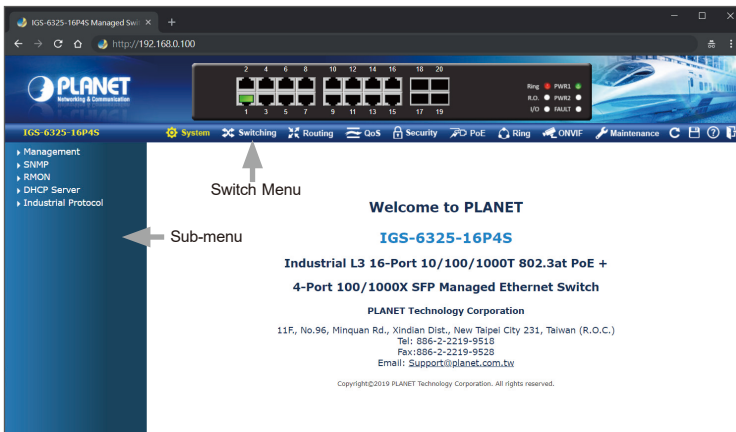 IGS-6325-16P4S Managed Swi
http://192.168.0.100
PLANET
Networking & Communication
2 4 6 8 10 12 14 16 18 20
1 3 5 7 9 11 13 15 17 19
Ring PWR1
R.O. PWR2
I/O FAULT
IGS-6325-16P4S
System Switching Routing QoS Security PoE Ring ONVIF Maintenance
Management
SNMP
RMON
DHCP Server
Industrial Protocol
Switch Menu
Sub-menu
Welcome to PLANET
IGS-6325-16P4S
Industrial L3 16-Port 10/100/1000T 802.3at PoE +
4-Port 100/1000X SFP Managed Ethernet Switch
PLANET Technology Corporation
11F., No.96, Minquan Rd., Xindian Dist., New Taipei City 231, Taiwan (R.O.C.)
Tel: 886-2-2219-9518
Fax:886-2-2219-9528
Email: Support@planet.com.tw
Copyright©2019 PLANET Technology Corporation. All rights reserved.